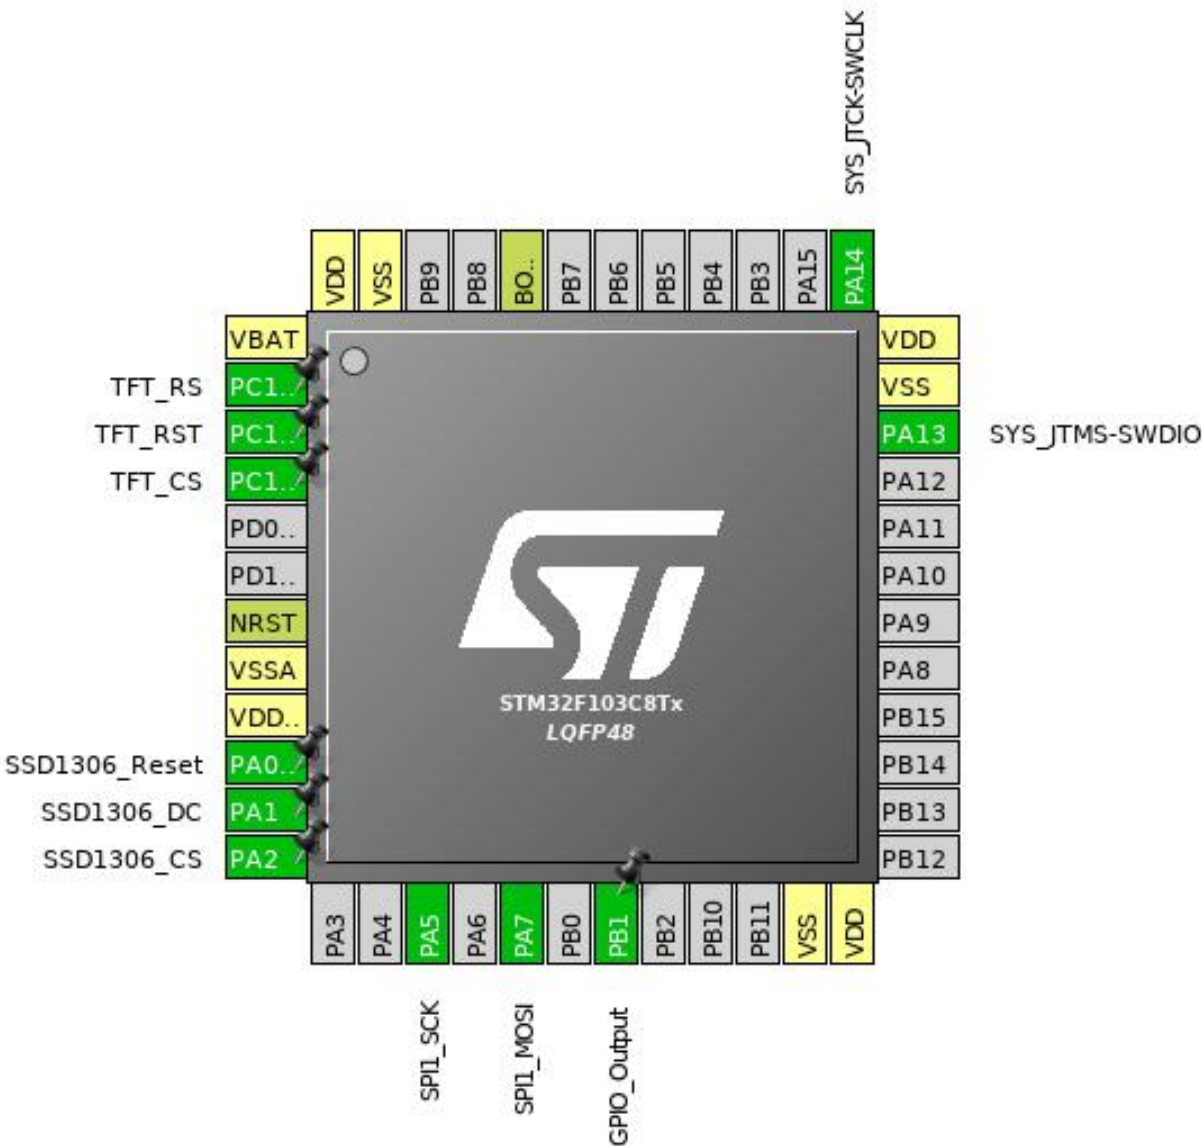 SYS_JTCK-SWCLK
VDD
VSS
PB9
PB8
BO..
PB7
PB6
PB5
PB4
PB3
PA15
PA14
VBAT
VDD
TFT_RS PC1..
VSS
TFT_RST PC1..
PA13 SYS_JTMS-SWDIO
TFT_CS PC1..
PA12
PD0..
PA11
PD1..
PA10
NRST
PA9
VSSA
PA8
VDD..
PB15
SSD1306_Reset PA0..
PB14
SSD1306_DC PA1
PB13
SSD1306_CS PA2
PB12
ST
STM32F103C8Tx
LQFP48
PA3
PA4
PA5
PA6
PA7
PB0
PB1
PB2
PB10
PB11
VSS
VDD
SPI1_SCK
SPI1_MOSI
GPIO_Output